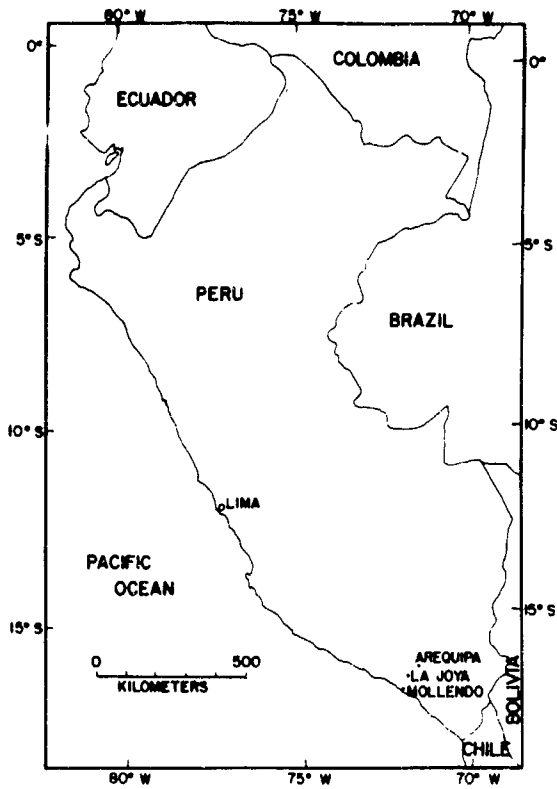 80° W 75° W 70° W
0° 0°
COLOMBIA
ECUADOR
5° S 5° S
PERU
BRAZIL
10° S 10° S
LIMA
PACIFIC
OCEAN
15° S 15° S
0 500
KILOMETERS
AREQUIPA
LA JOYA
MOLLENDO
BOLIVIA
CHILE
80° W 75° W 70° W